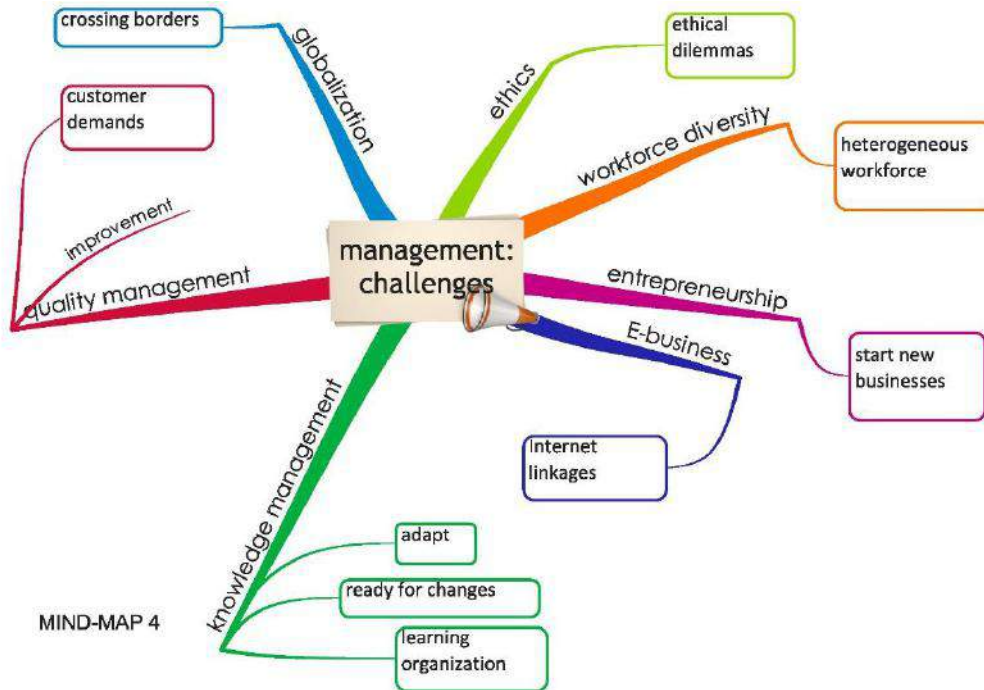 crossing borders
globalization
ethics
ethical
dilemmas
customer
demands
workforce diversity
heterogeneous
workforce
improvement
quality management
management:
challenges
entrepreneurship
start new
businesses
E-business
Internet
linkages
knowledge management
adapt
ready for changes
learning
organization
MIND-MAP 4